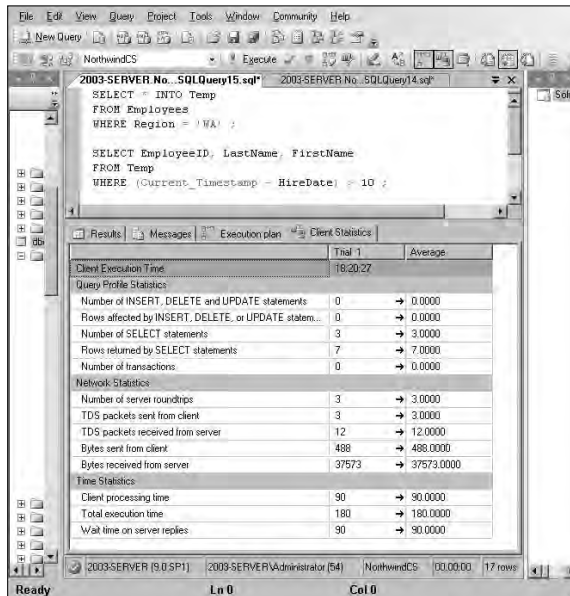 File Edit View Query Project Tools Window Community Help
New Query
NorthwindCS Execute
2003-SERVER.No...SQLQuery15.sql* 2003-SERVER.No...SQLQuery14.sql*
SELECT * INTO Temp
FROM Employees
WHERE Region = 'WA' ;
SELECT EmployeeID, LastName, FirstName
FROM Temp
WHERE (Current_Timestamp - HireDate) > 10 ;
Results Messages Execution plan Client Statistics
Trial 1 Average
Client Execution Time 18:20:27
Query Profile Statistics
Number of INSERT, DELETE and UPDATE statements 0 → 0.0000
Rows affected by INSERT, DELETE, or UPDATE statem... 0 → 0.0000
Number of SELECT statements 3 → 3.0000
Rows returned by SELECT statements 7 → 7.0000
Number of transactions 0 → 0.0000
Network Statistics
Number of server roundtrips 3 → 3.0000
TDS packets sent from client 3 → 3.0000
TDS packets received from server 12 → 12.0000
Bytes sent from client 488 → 488.0000
Bytes received from server 37573 → 37573.0000
Time Statistics
Client processing time 90 → 90.0000
Total execution time 180 → 180.0000
Wait time on server replies 90 → 90.0000
2003-SERVER (9.0 SP1) 2003-SERVER\Administrator (54) NorthwindCS 00:00:00 17 rows
Ready Ln 0 Col 0